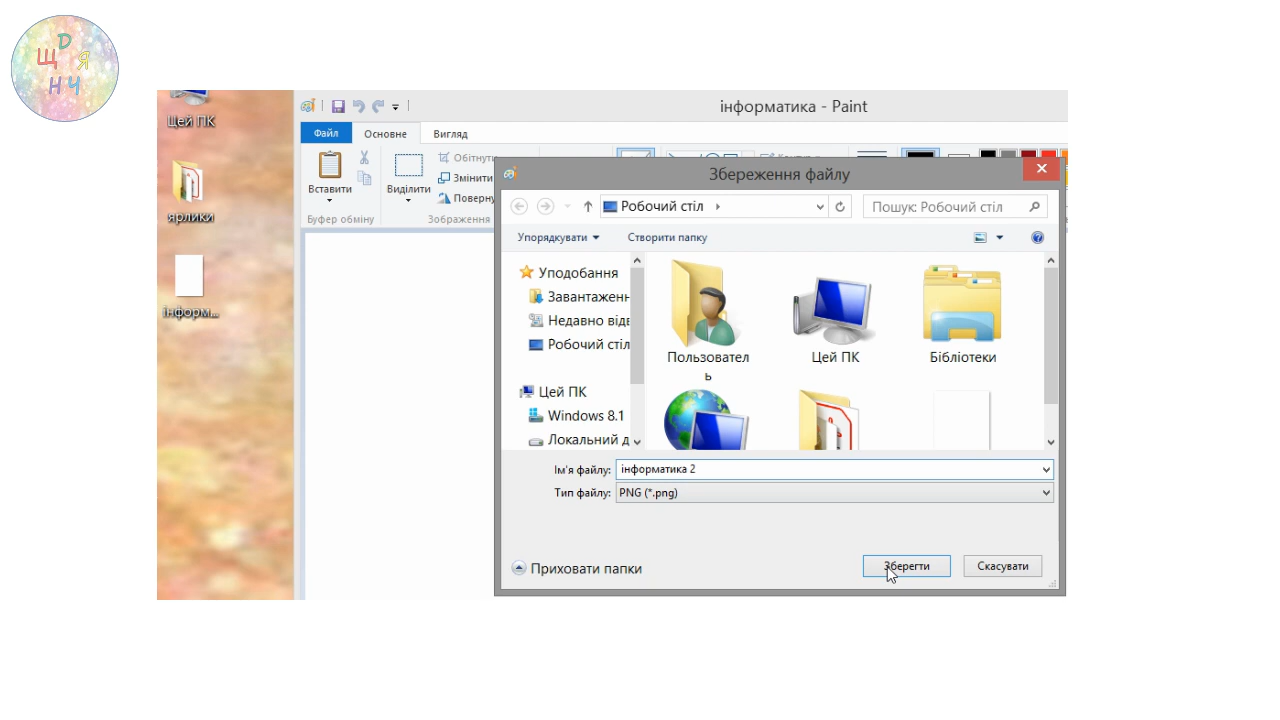 Щ Д Я Н Ч
Цей ПК
ярлики
інформ...
інформатика - Paint
Файл
Основне
Вигляд
Вставити
Буфер обміну
Виділити
Обітнути
Змінити
Зображення
Збереження файлу
Робочий стіл
Пошук: Робочий стіл
Упорядкувати
Створити папку
Уподобання
Завантаженн
Недавно відв
Робочий стіл
Цей ПК
Windows 8.1
Локальний д
Пользовател
ь
Цей ПК
Бібліотеки
Ім'я файлу:
інформатика 2
Тип файлу:
PNG (*.png)
Приховати папки
Зберегти
Скасувати